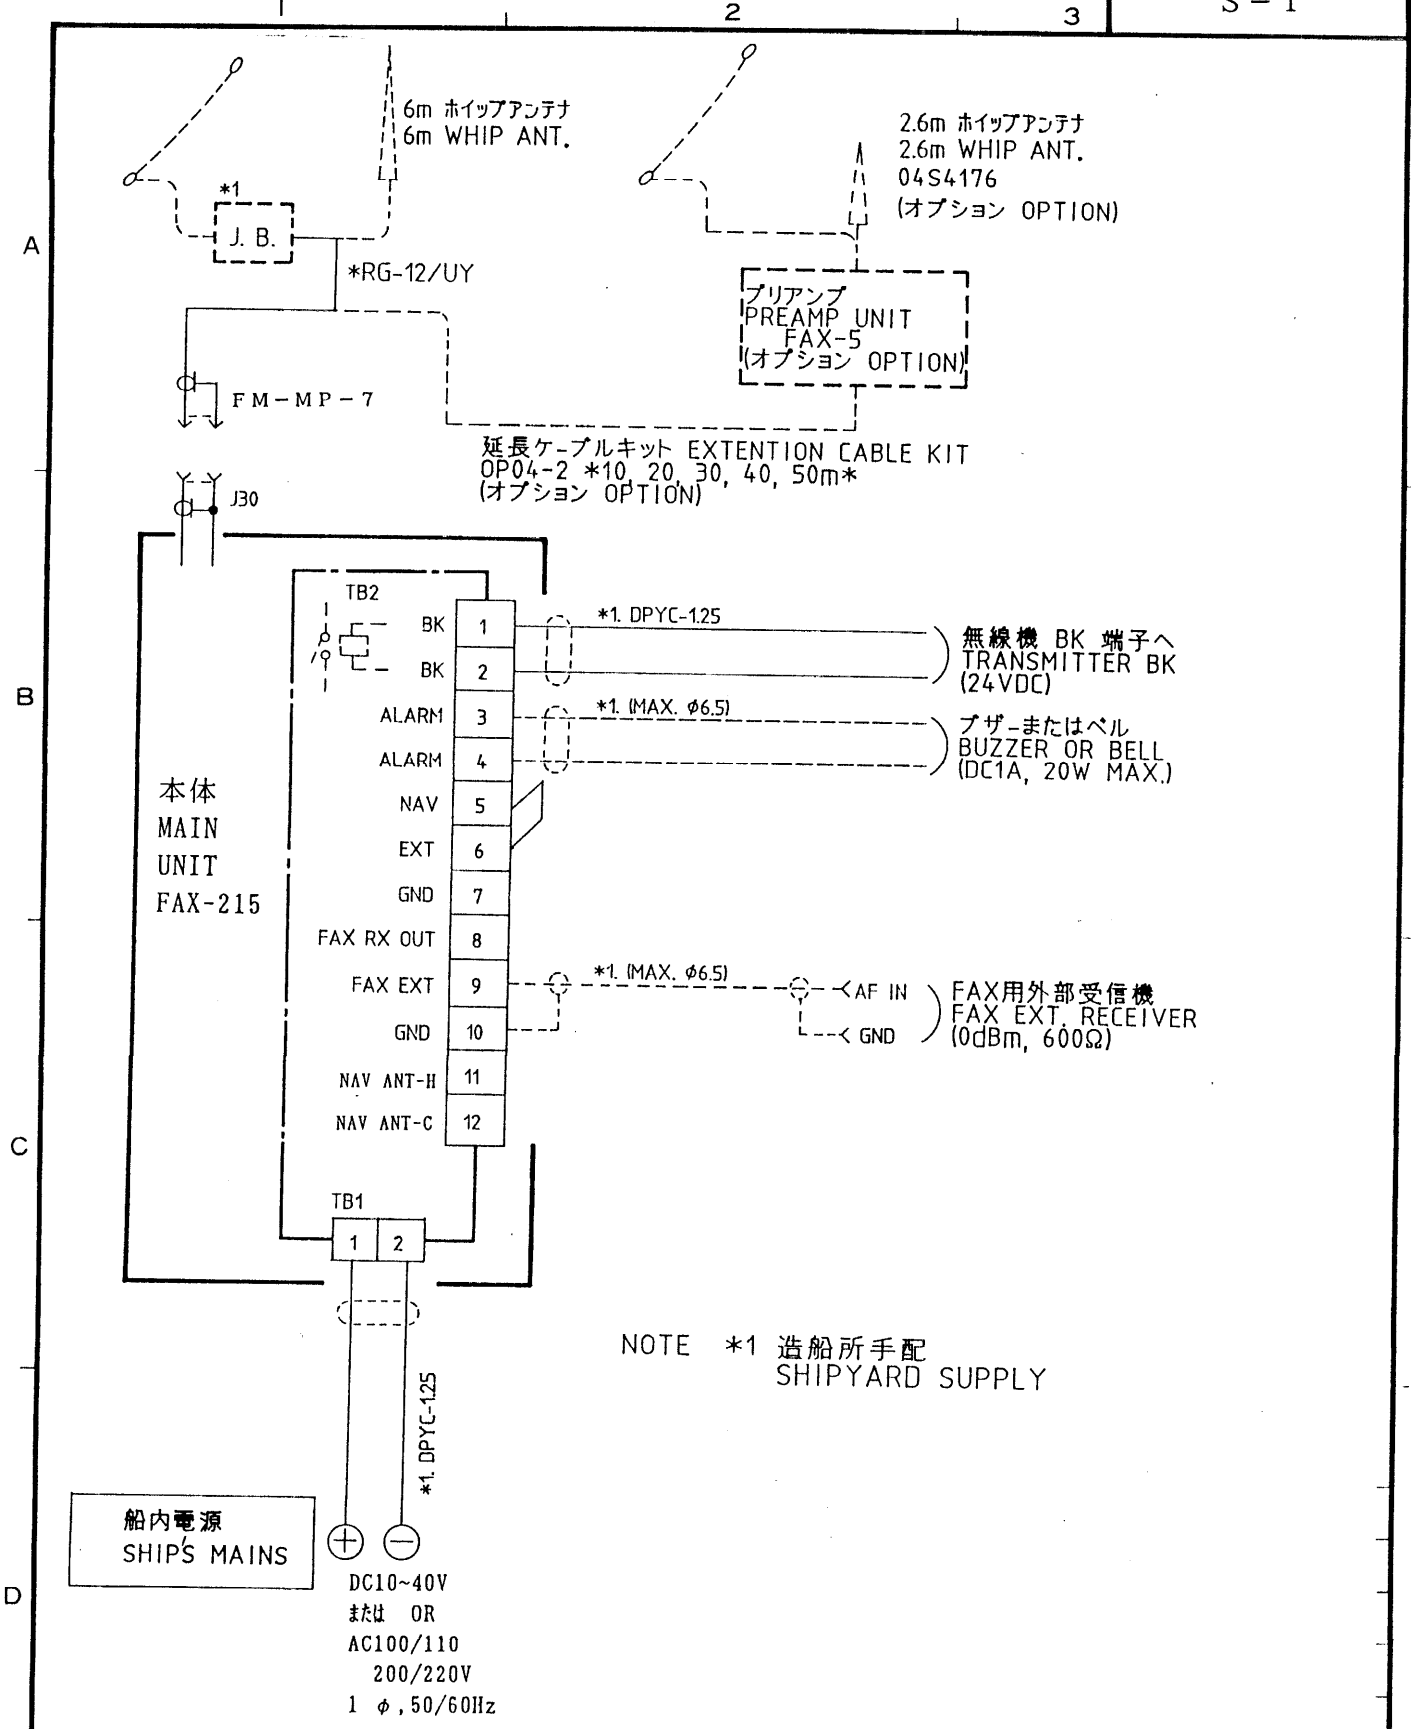 2
3
S-1
6m ホイップアンテナ
6m WHIP ANT.
2.6m ホイップアンテナ
2.6m WHIP ANT.
04S4176
(オプション OPTION)
*1
J. B.
A
*RG-12/UY
プリアンプ
PREAMP UNIT
FAX-5
(オプション OPTION)
FM-MP-7
延長ケーブルキット EXTENTION CABLE KIT
OP04-2 *10, 20, 30, 40, 50m*
(オプション OPTION)
J30
TB2
BK 1
*1. DPYC-1.25
無線機 BK 端子へ
TRANSMITTER BK
(24VDC)
BK 2
B
ALARM 3
*1. (MAX. φ6.5)
ブザーまたはベル
BUZZER OR BELL
(DC1A, 20W MAX.)
ALARM 4
本体
MAIN
UNIT
FAX-215
NAV 5
EXT 6
GND 7
FAX RX OUT 8
FAX EXT 9
*1. (MAX. φ6.5)
AF IN
GND
FAX用外部受信機
FAX EXT. RECEIVER
(0dBm, 600Ω)
GND 10
NAV ANT-H 11
NAV ANT-C 12
C
TB1
1 2
NOTE *1 造船所手配
SHIPYARD SUPPLY
*1. DPYC-1.25
船内電源
SHIP'S MAINS
+ −
D
DC10~40V
または OR
AC100/110
200/220V
1 φ, 50/60Hz